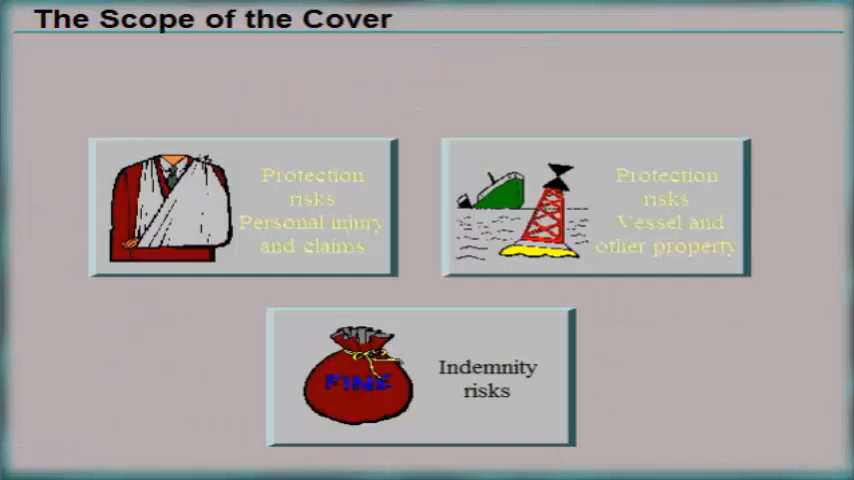 The Scope of the Cover
Protection
risks
Personal injury
and claims
Protection
risks
Vessel and
other property
FINE
Indemnity
risks